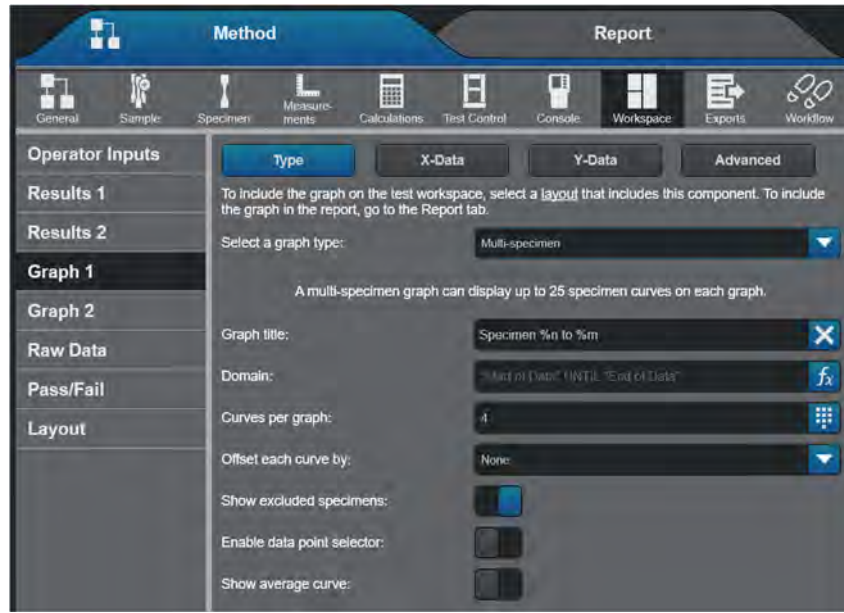 Method
Report
General
Sample
Specimen
Measure-
ments
Calculations
Test Control
Console
Workspace
Exports
Workflow
Operator Inputs
Results 1
Results 2
Graph 1
Graph 2
Raw Data
Pass/Fail
Layout
Type
X-Data
Y-Data
Advanced
To include the graph on the test workspace, select a layout that includes this component. To include
the graph in the report, go to the Report tab.
Select a graph type:
Multi-specimen
A multi-specimen graph can display up to 25 specimen curves on each graph.
Graph title:
Specimen %n to %m
Domain:
"Start of Data" UNTIL "End of Data"
fx
Curves per graph:
4
Offset each curve by:
None
Show excluded specimens:
Enable data point selector:
Show average curve: